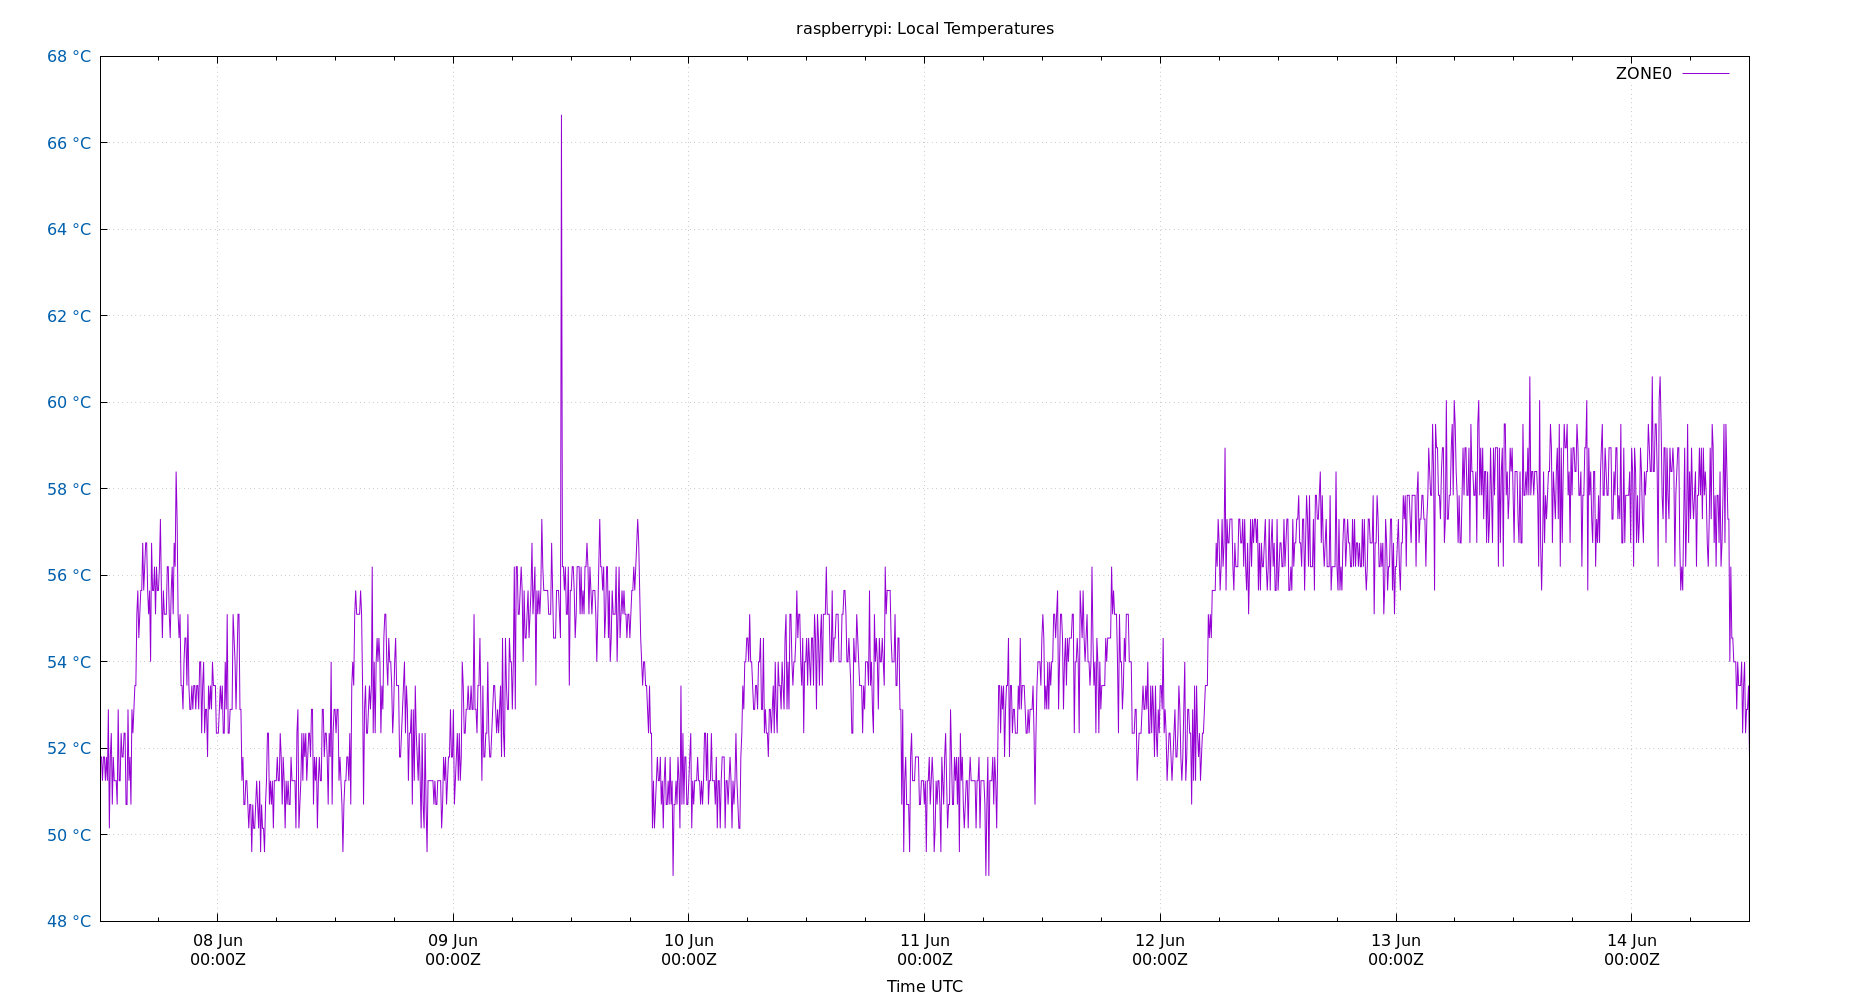 raspberrypi: Local Temperatures
68 °C
ZONE0
66 °C
64 °C
62 °C
60 °C
58 °C
56 °C
54 °C
52 °C
50 °C
48 °C
08 Jun 09 Jun 10 Jun 11 Jun 12 Jun 13 Jun 14 Jun
00:00Z 00:00Z 00:00Z 00:00Z 00:00Z 00:00Z 00:00Z
Time UTC